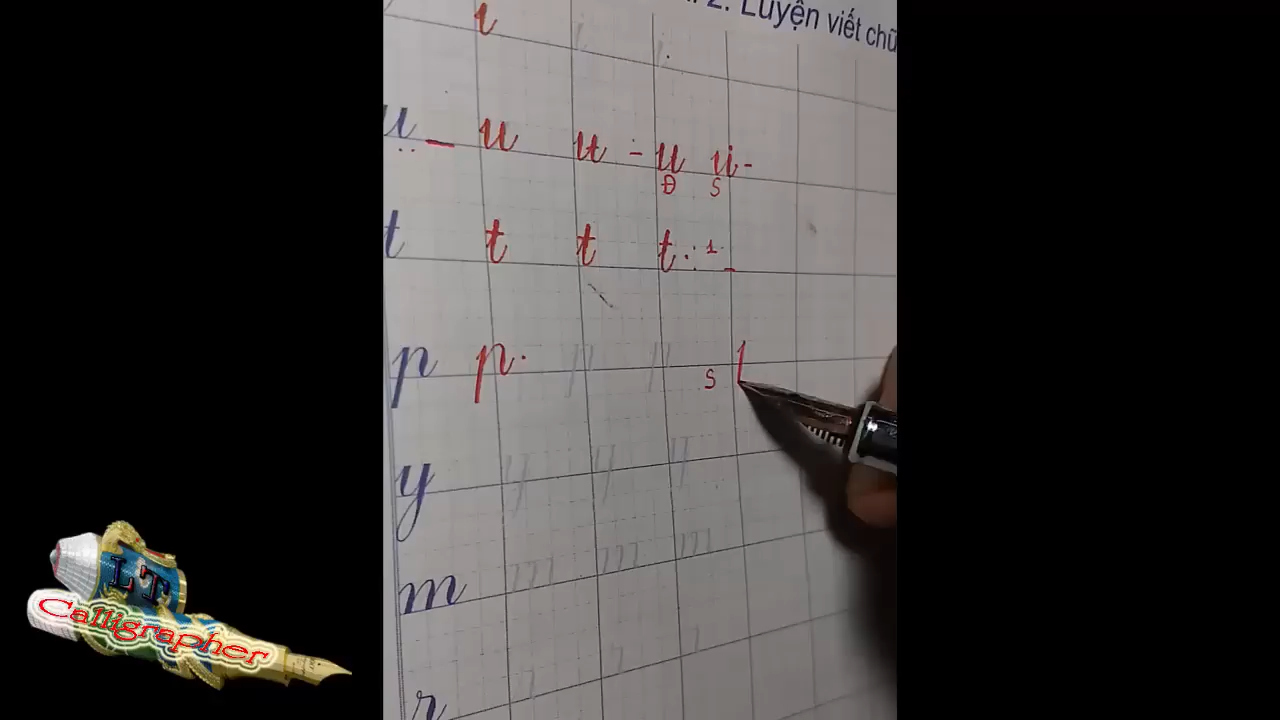 2. Luyện viết chữ
ı
u - u u - u u -
Đ S
t t t t
p p S
y
m
r
LT
Calligrapher